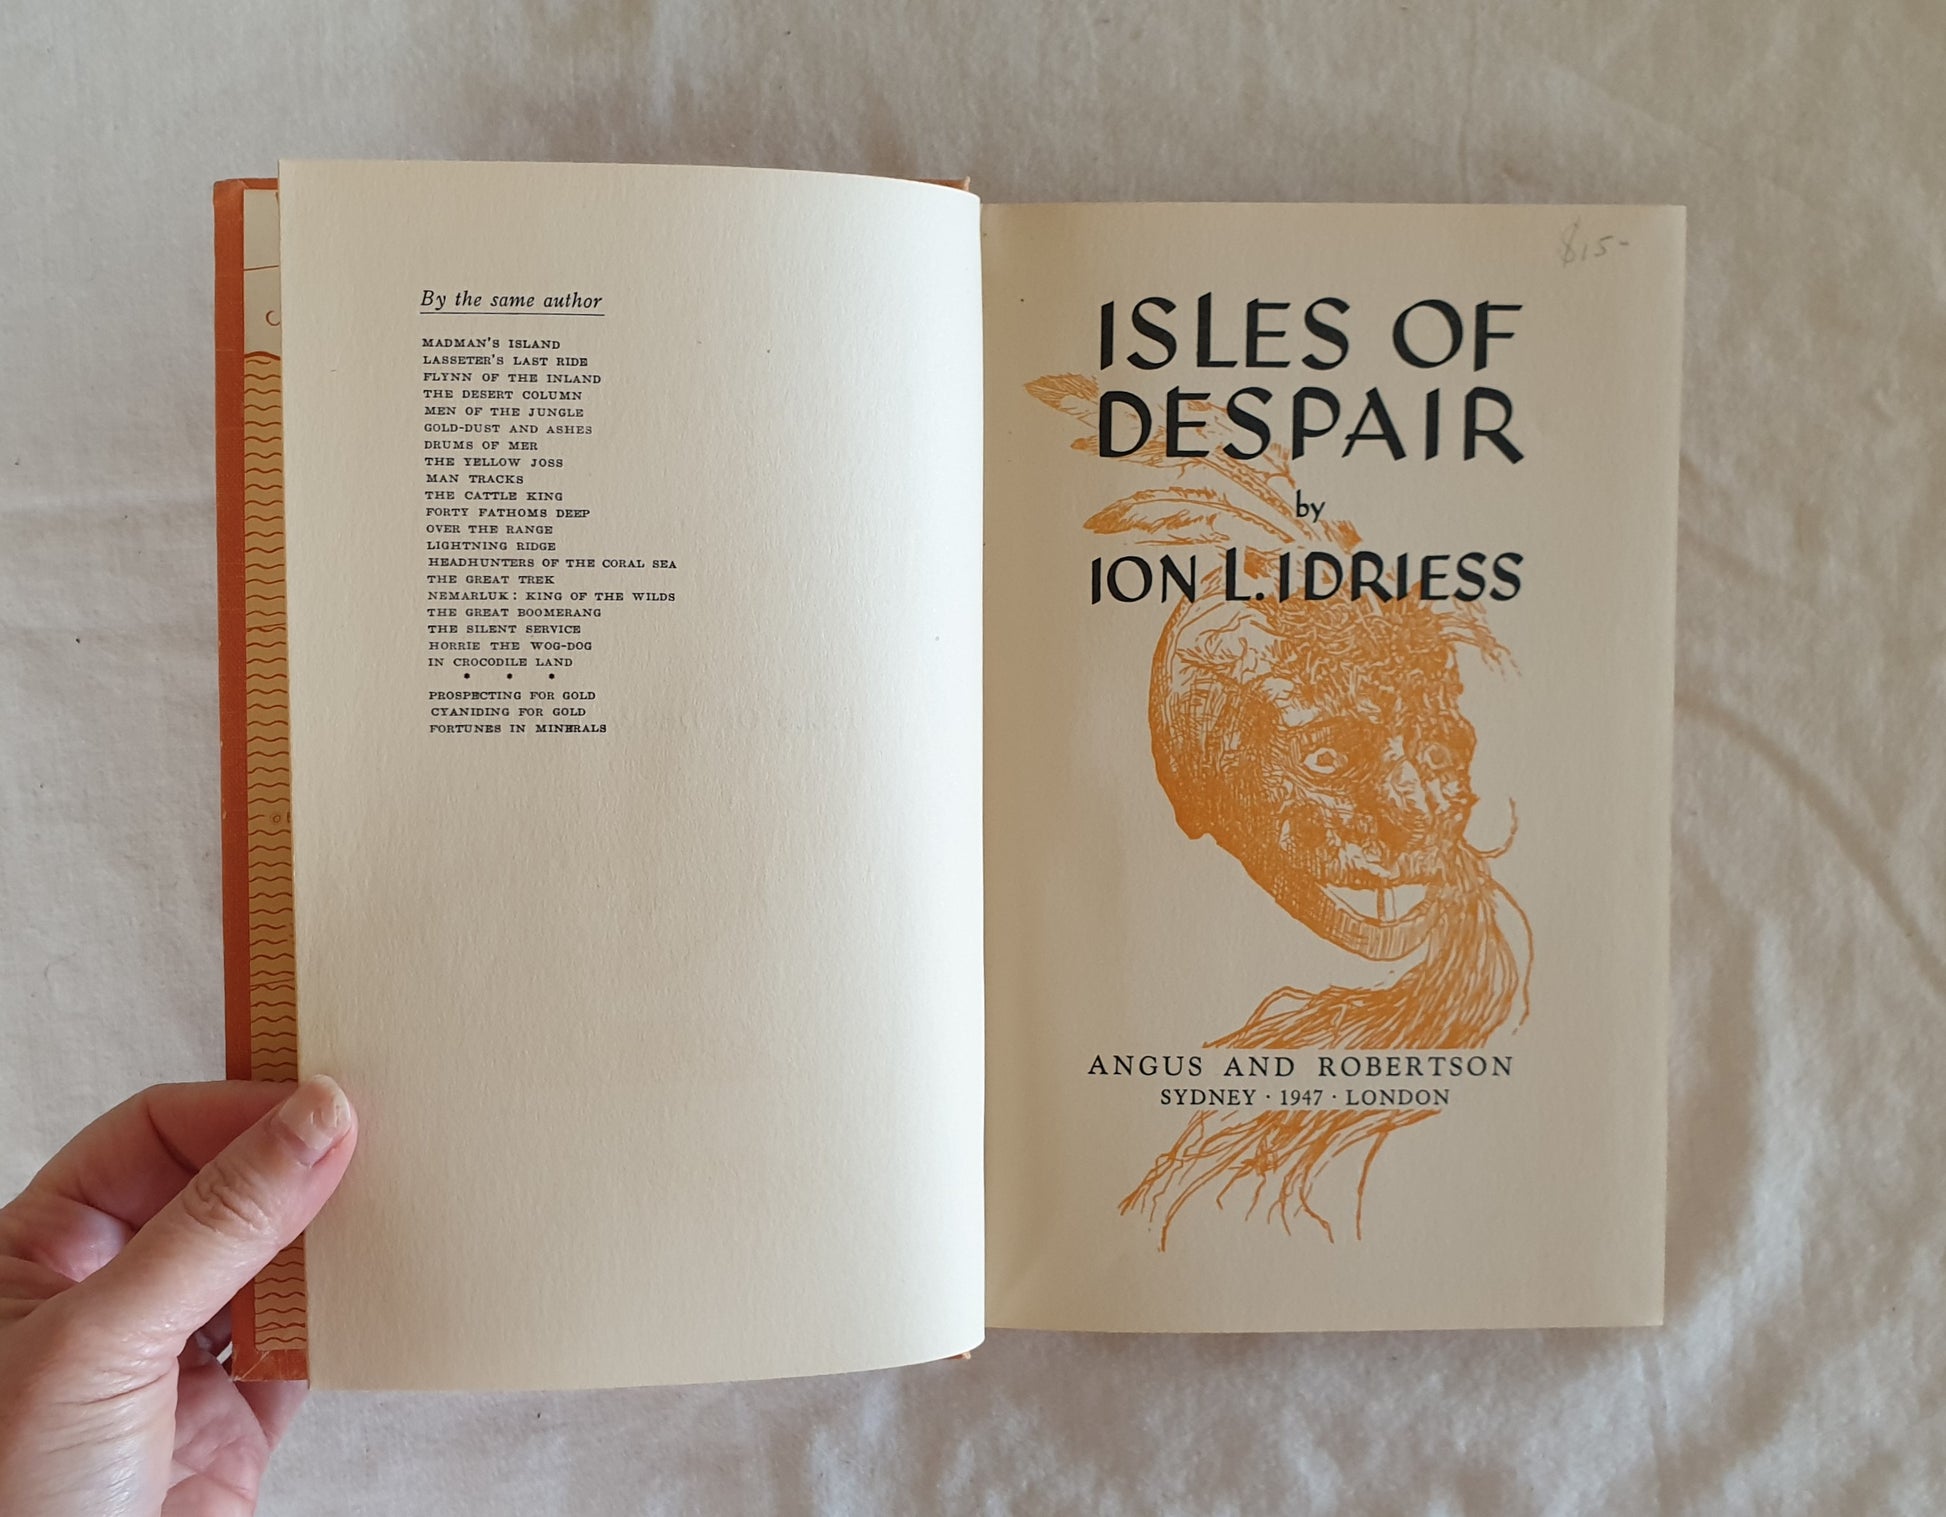 By the same author
MADMAN'S ISLAND
LASSETER'S LAST RIDE
FLYNN OF THE INLAND
THE DESERT COLUMN
MEN OF THE JUNGLE
GOLD-DUST AND ASHES
DRUMS OF MER
THE YELLOW JOSS
MAN TRACKS
THE CATTLE KING
FORTY FATHOMS DEEP
OVER THE RANGE
LIGHTNING RIDGE
HEADHUNTERS OF THE CORAL SEA
THE GREAT TREK
NEMARLUK: KING OF THE WILDS
THE GREAT BOOMERANG
THE SILENT SERVICE
HORRIE THE WOG-DOG
IN CROCODILE LAND
* * *
PROSPECTING FOR GOLD
CYANIDING FOR GOLD
FORTUNES IN MINERALS
$15-
ISLES OF
DESPAIR
by
ION L. IDRIESS
ANGUS AND ROBERTSON
SYDNEY · 1947 · LONDON